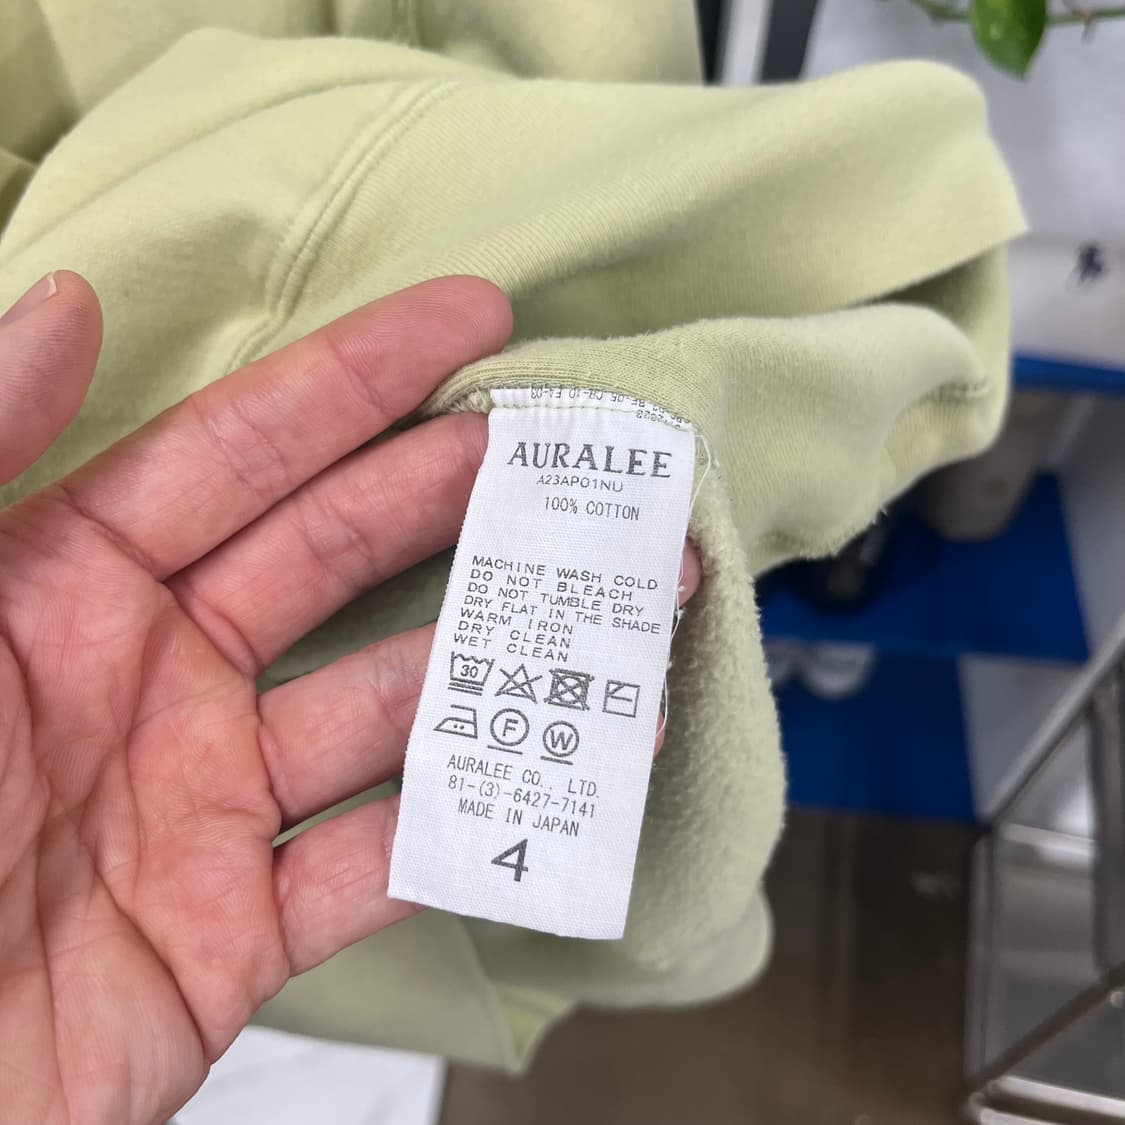 AURALEE
A23AP01NU
100% COTTON
MACHINE WASH COLD
DO NOT BLEACH
DO NOT TUMBLE DRY
DRY FLAT IN THE SHADE
WARM IRON
DRY CLEAN
WET CLEAN
30
F W
AURALEE CO., LTD.
81-(3)-6427-7141
MADE IN JAPAN
4